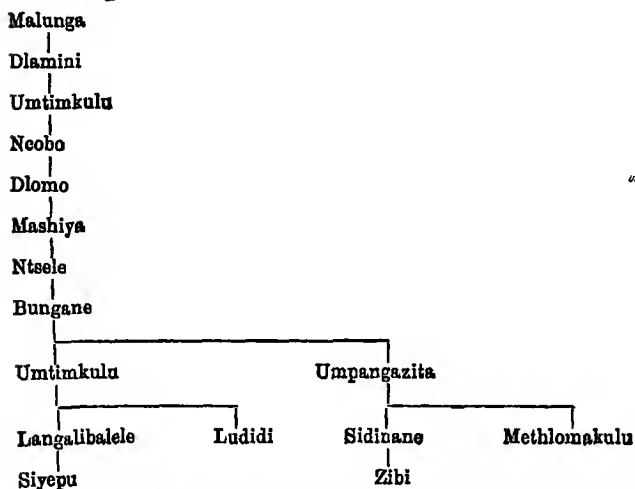 Malunga
Dlamini
Umtimkulu
Ncobo
Dlomo
Mashiya
Ntsele
Bungane
Umtimkulu Umpangazita
Langalibalele Ludidi Sidinane Methlomakulu
Siyepu Zibi